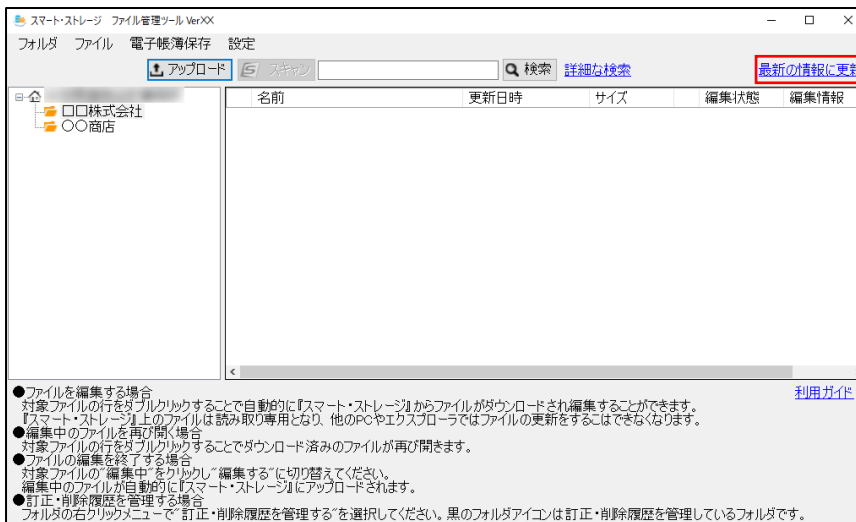 スマート・ストレージ ファイル管理ツール VerXX
フォルダ ファイル 電子帳簿保存 設定
アップロード スキャン 検索 詳細な検索 最新の情報に更新
名前 更新日時 サイズ 編集状態 編集情報
□□株式会社
〇〇商店
利用ガイド
●ファイルを編集する場合
対象ファイルの行をダブルクリックすることで自動的に『スマート・ストレージ』からファイルがダウンロードされ編集することができます。
『スマート・ストレージ』上のファイルは読み取り専用となり、他のPCやエクスプローラではファイルの更新をするこはできなくなります。
●編集中のファイルを再び開く場合
対象ファイルの行をダブルクリックすることでダウンロード済みのファイルが再び開きます。
●ファイルの編集を終了する場合
対象ファイルの"編集中"をクリックし"編集する"に切り替えてください。
編集中のファイルが自動的に『スマート・ストレージ』にアップロードされます。
●訂正・削除履歴を管理する場合
フォルダの右クリックメニューで"訂正・削除履歴を管理する"を選択してください。黒のフォルダアイコンは訂正・削除履歴を管理しているフォルダです。